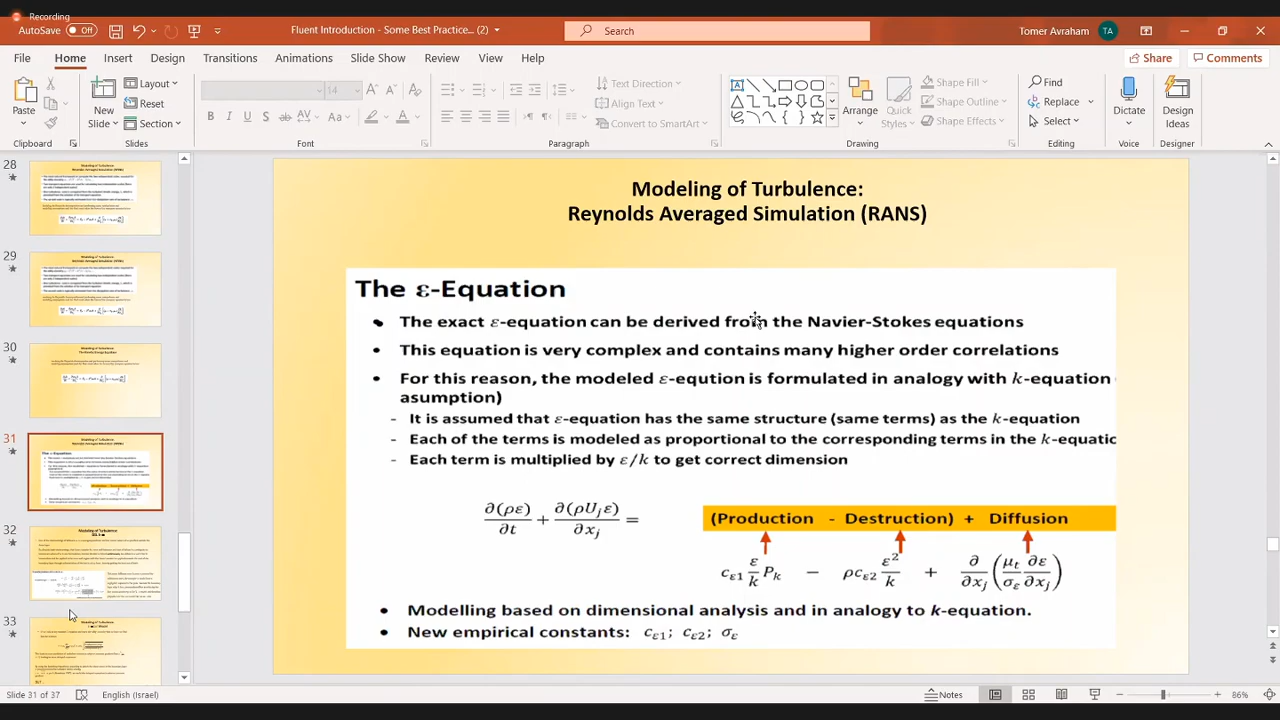 Recording
AutoSave Off
Fluent Introduction - Some Best Practice... (2)
Search
Tomer Avraham
TA
File Home Insert Design Transitions Animations Slide Show Review View Help
Share
Comments
Paste
New
Slide
Layout
Reset
Section
14
Text Direction
Align Text
Convert to SmartArt
Arrange
Quick
Styles
Shape Fill
Shape Outline
Shape Effects
Find
Replace
Select
Dictate
Design
Ideas
Clipboard Slides Font Paragraph Drawing Editing Voice Designer
28
29
30
31
32
33
Modeling of Turbulence:
Reynolds Averaged Simulation (RANS)
The ε-Equation
• The exact ε-equation can be derived from the Navier-Stokes equations
• This equation is very complex and contains many higher order correlations
• For this reason, the modeled ε-eqution is formulated in analogy with k-equation
asumption)
- It is assumed that ε-equation has the same structure (same terms) as the k-equation
- Each of the terms is modeled as proportional to the corresponding terms in the k-equatic
- Each term is multiplied by ε/k to get correct dimension
∂(ρε)/∂t + ∂(ρU_jε)/∂x_j =
(Production - Destruction) + Diffusion
c_ε1 ε/k P_k − ρc_ε2 ε²/k + ∂/∂x_j (μ_t/σ_ε ∂ε/∂x_j)
• Modelling based on dimensional analysis and in analogy to k-equation.
• New empirical constants: c_ε1; c_ε2; σ_ε
Slide 31 of 37
English (Israel)
Notes
86%